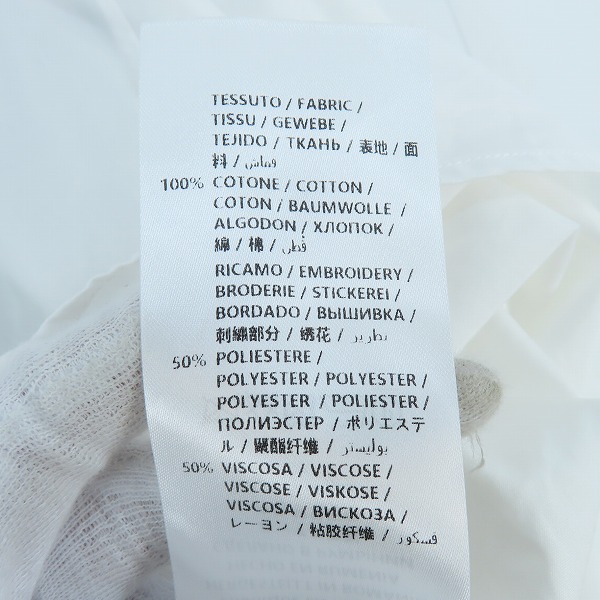 TESSUTO / FABRIC /
TISSU / GEWEBE /
TEJIDO / ТКАНЬ / 表地 / 面
料 / قماش
100% COTONE / COTTON /
COTON / BAUMWOLLE /
ALGODON / ХЛОПОК /
綿 / 棉 / قطن
RICAMO / EMBROIDERY /
BRODERIE / STICKEREI /
BORDADO / ВЫШИВКА /
刺繍部分 / 绣花 / تطريز
50% POLIESTERE /
POLYESTER / POLYESTER /
POLYESTER / POLIESTER /
ПОЛИЭСТЕР / ポリエステ
ル / 聚酯纤维 / بوليستر
50% VISCOSA / VISCOSE /
VISCOSE / VISKOSE /
VISCOSA / ВИСКОЗА /
レーヨン / 粘胶纤维 / فسكوز